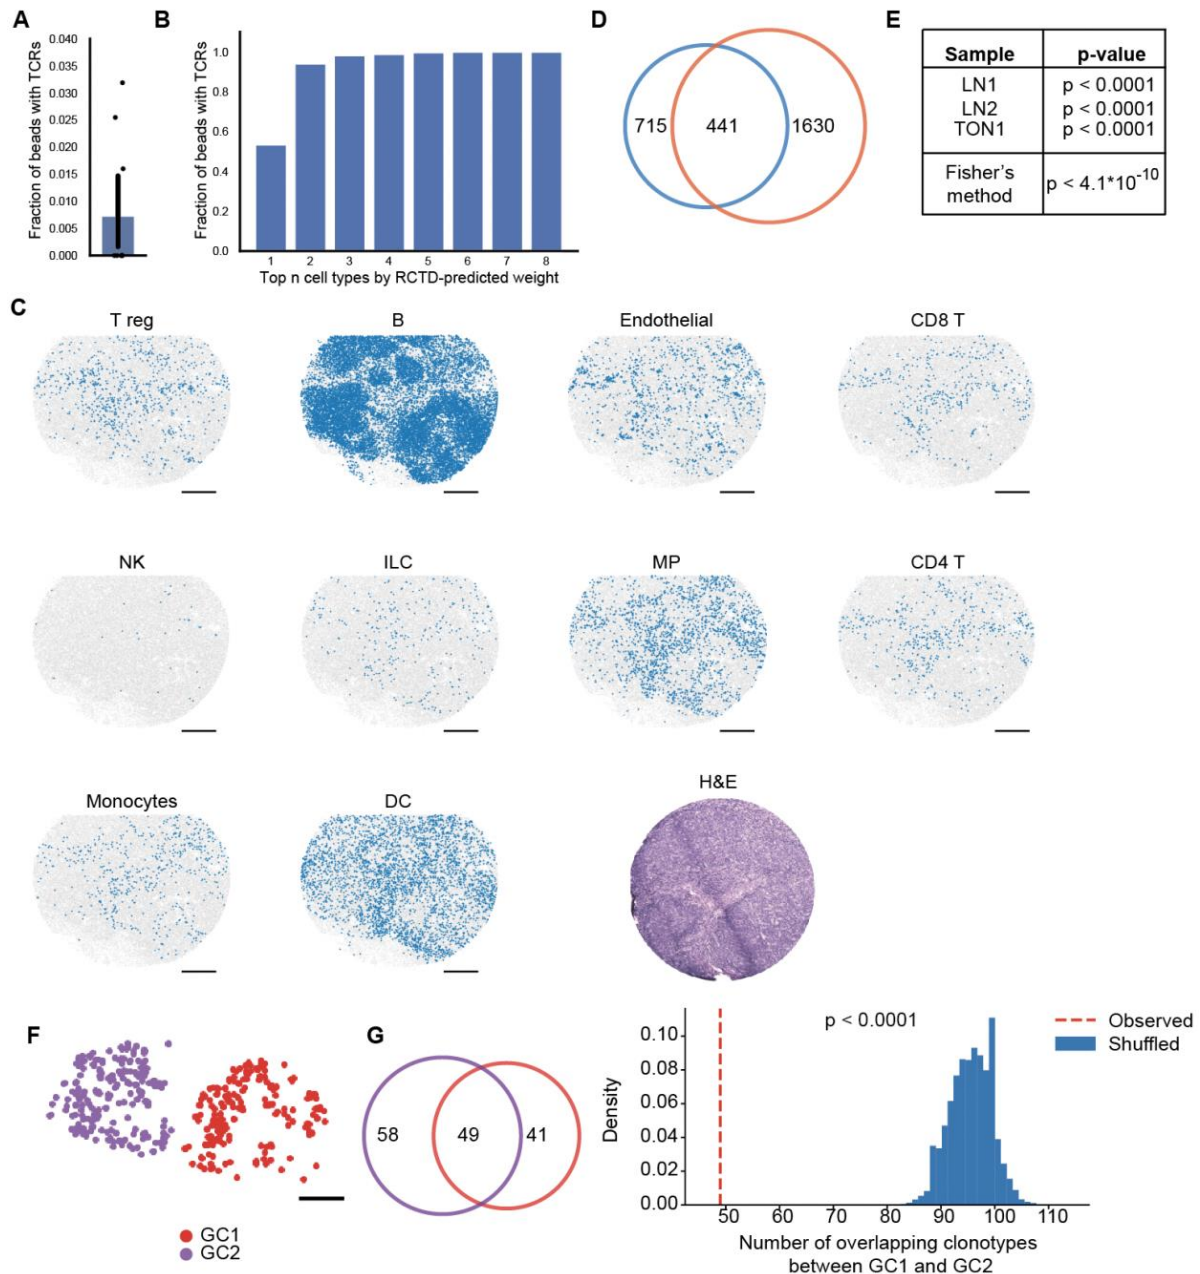 A
0.040
0.035
0.030
0.025
0.020
0.015
0.010
0.005
0.000
Fraction of beads with TCRs
B
1.0
0.8
0.6
0.4
0.2
0.0
Fraction of beads with TCRs
1 2 3 4 5 6 7 8
Top n cell types by RCTD-predicted weight
D
715 441 1630
E
Sample p-value
LN1 p < 0.0001
LN2 p < 0.0001
TON1 p < 0.0001
Fisher's
method
p < 4.1*10-10
C
T reg B Endothelial CD8 T
NK ILC MP CD4 T
Monocytes DC H&E
F
GC1
GC2
G
58 49 41
p < 0.0001
Observed
Shuffled
0.10
0.08
0.06
0.04
0.02
0.00
Density
50 60 70 80 90 100 110
Number of overlapping clonotypes
between GC1 and GC2